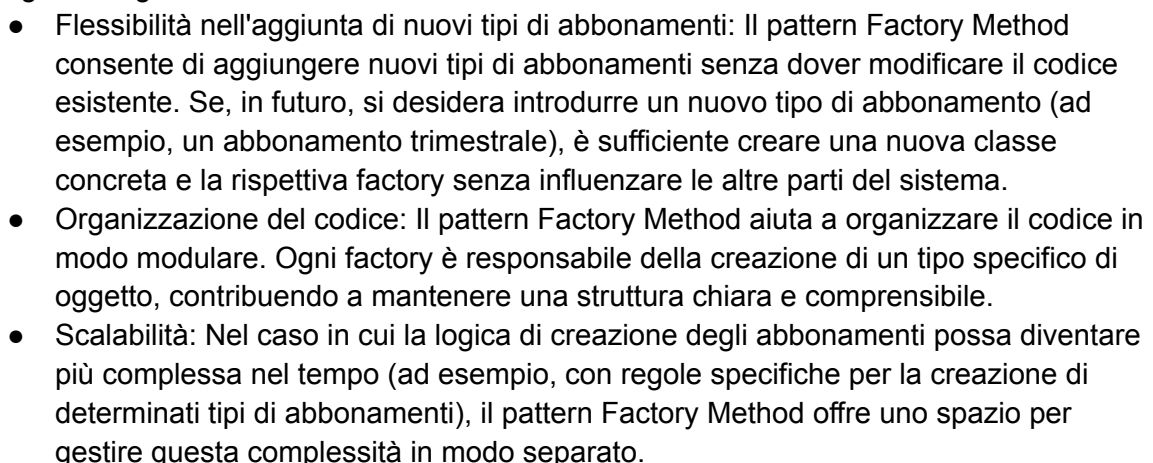 ● Flessibilità nell'aggiunta di nuovi tipi di abbonamenti: Il pattern Factory Method
consente di aggiungere nuovi tipi di abbonamenti senza dover modificare il codice
esistente. Se, in futuro, si desidera introdurre un nuovo tipo di abbonamento (ad
esempio, un abbonamento trimestrale), è sufficiente creare una nuova classe
concreta e la rispettiva factory senza influenzare le altre parti del sistema.
● Organizzazione del codice: Il pattern Factory Method aiuta a organizzare il codice in
modo modulare. Ogni factory è responsabile della creazione di un tipo specifico di
oggetto, contribuendo a mantenere una struttura chiara e comprensibile.
● Scalabilità: Nel caso in cui la logica di creazione degli abbonamenti possa diventare
più complessa nel tempo (ad esempio, con regole specifiche per la creazione di
determinati tipi di abbonamenti), il pattern Factory Method offre uno spazio per
gestire questa complessità in modo separato.